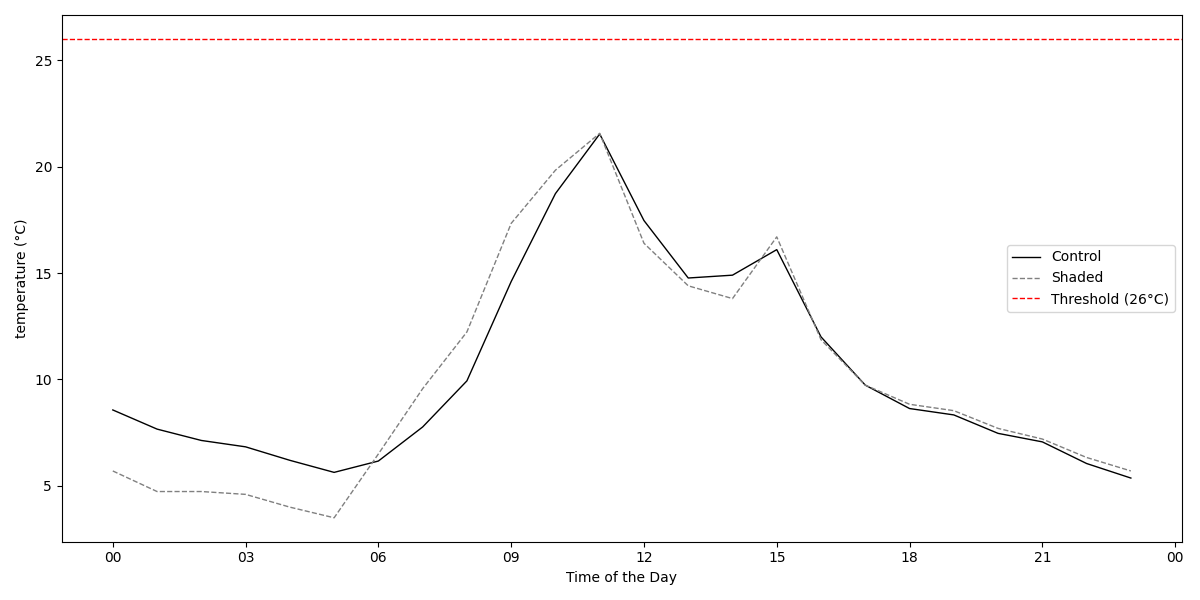 25
20
15
10
5
temperature (°C)
Control
Shaded
Threshold (26°C)
00 03 06 09 12 15 18 21 00
Time of the Day